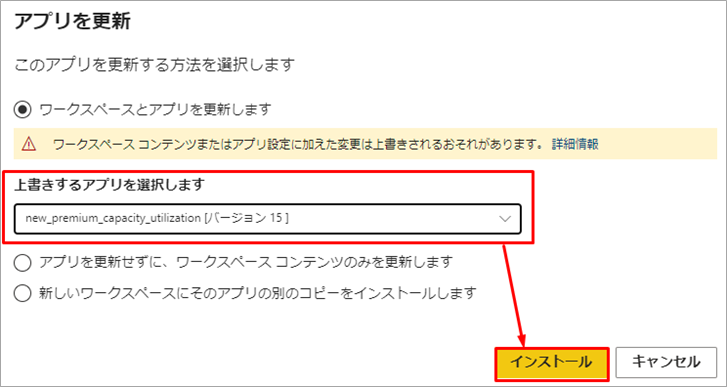 アプリを更新
このアプリを更新する方法を選択します
ワークスペースとアプリを更新します
ワークスペース コンテンツまたはアプリ設定に加えた変更は上書きされるおそれがあります。 詳細情報
上書きするアプリを選択します
new_premium_capacity_utilization [バージョン 15 ]
アプリを更新せずに、ワークスペース コンテンツのみを更新します
新しいワークスペースにそのアプリの別のコピーをインストールします
インストール キャンセル